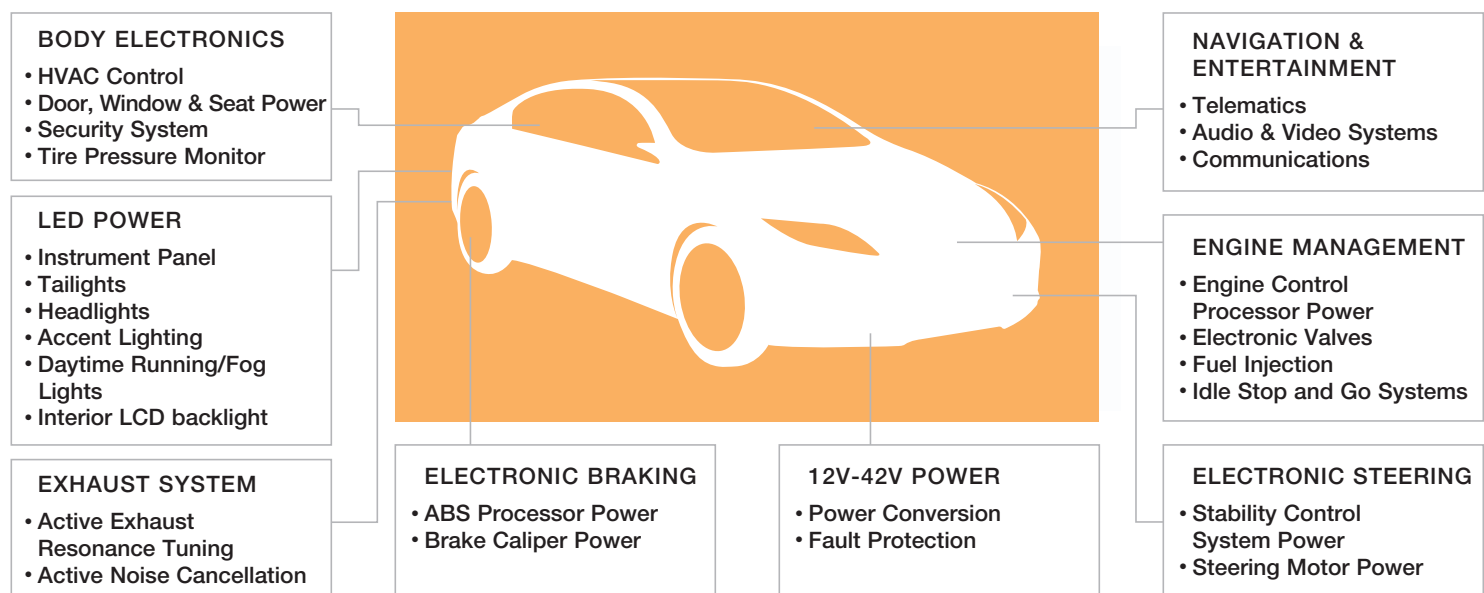 BODY ELECTRONICS
• HVAC Control
• Door, Window & Seat Power
• Security System
• Tire Pressure Monitor
LED POWER
• Instrument Panel
• Tailights
• Headlights
• Accent Lighting
• Daytime Running/Fog
Lights
• Interior LCD backlight
EXHAUST SYSTEM
• Active Exhaust
Resonance Tuning
• Active Noise Cancellation
ELECTRONIC BRAKING
• ABS Processor Power
• Brake Caliper Power
12V-42V POWER
• Power Conversion
• Fault Protection
NAVIGATION &
ENTERTAINMENT
• Telematics
• Audio & Video Systems
• Communications
ENGINE MANAGEMENT
• Engine Control
Processor Power
• Electronic Valves
• Fuel Injection
• Idle Stop and Go Systems
ELECTRONIC STEERING
• Stability Control
System Power
• Steering Motor Power